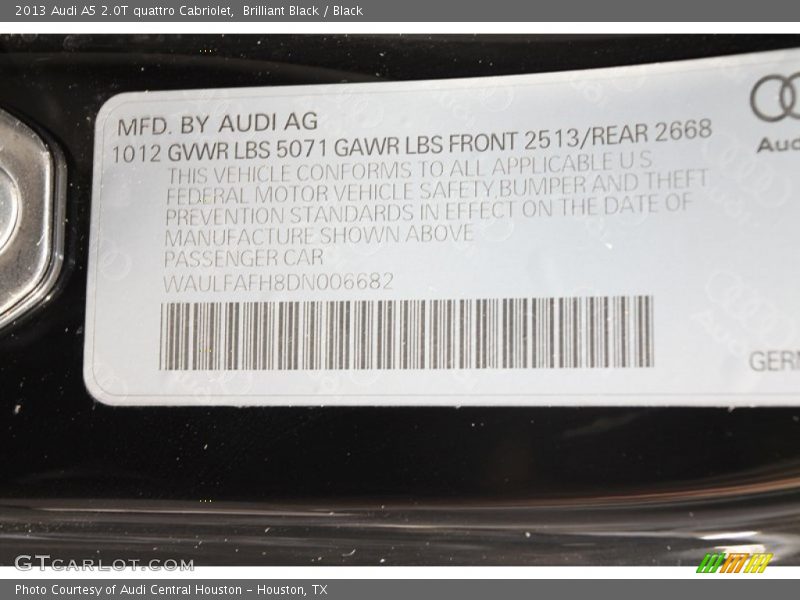 2013 Audi A5 2.0T quattro Cabriolet, Brilliant Black / Black
MFD. BY AUDI AG
1012 GVWR LBS 5071 GAWR LBS FRONT 2513/REAR 2668
THIS VEHICLE CONFORMS TO ALL APPLICABLE U S
FEDERAL MOTOR VEHICLE SAFETY BUMPER AND THEFT
PREVENTION STANDARDS IN EFFECT ON THE DATE OF
MANUFACTURE SHOWN ABOVE
PASSENGER CAR
WAULFAFH8DN006682
Aud
GERM
GTCARLOT.COM
Photo Courtesy of Audi Central Houston - Houston, TX